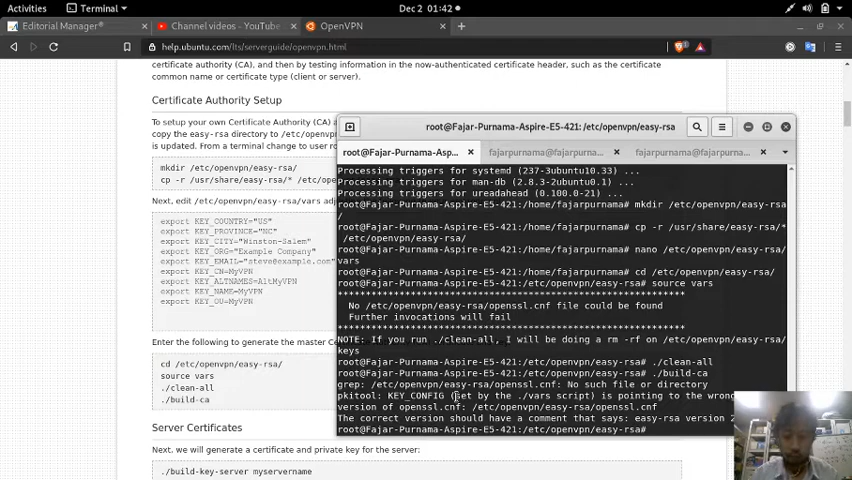 Activities
Terminal
Dec 2 01:42
Editorial Manager®
Channel videos - YouTube
OpenVPN
help.ubuntu.com/lts/serverguide/openvpn.html
certificate authority (CA), and then by testing information in the now-authenticated certificate header, such as the certificate
common name or certificate type (client or server).
Certificate Authority Setup
To setup your own Certificate Authority (CA) a
copy the easy-rsa directory to /etc/openvpn
is updated. From a terminal change to user ro
mkdir /etc/openvpn/easy-rsa/
cp -r /usr/share/easy-rsa/* /etc/openvpn
Next, edit /etc/openvpn/easy-rsa/vars adj
export KEY_COUNTRY="US"
export KEY_PROVINCE="NC"
export KEY_CITY="Winston-Salem"
export KEY_ORG="Example Company"
export KEY_EMAIL="steve@example.com"
export KEY_CN=MyVPN
export KEY_ALTNAMES=AltMyVPN
export KEY_NAME=MyVPN
export KEY_OU=MyVPN
Enter the following to generate the master Ce
cd /etc/openvpn/easy-rsa/
source vars
./clean-all
./build-ca
Server Certificates
Next, we will generate a certificate and private key for the server:
./build-key-server myservername
root@Fajar-Purnama-Aspire-E5-421: /etc/openvpn/easy-rsa
root@Fajar-Purnama-Asp...
fajarpurnama@fajarpurna...
fajarpurnama@fajarpurna...
Processing triggers for systemd (237-3ubuntu10.33) ...
Processing triggers for man-db (2.8.3-2ubuntu0.1) ...
Processing triggers for ureadahead (0.100.0-21) ...
root@Fajar-Purnama-Aspire-E5-421:/home/fajarpurnama# mkdir /etc/openvpn/easy-rsa
/
root@Fajar-Purnama-Aspire-E5-421:/home/fajarpurnama# cp -r /usr/share/easy-rsa/*
/etc/openvpn/easy-rsa/
root@Fajar-Purnama-Aspire-E5-421:/home/fajarpurnama# nano /etc/openvpn/easy-rsa/
vars
root@Fajar-Purnama-Aspire-E5-421:/home/fajarpurnama# cd /etc/openvpn/easy-rsa/
root@Fajar-Purnama-Aspire-E5-421:/etc/openvpn/easy-rsa# source vars
**************************************************************
No /etc/openvpn/easy-rsa/openssl.cnf file could be found
Further invocations will fail
**************************************************************
NOTE: If you run ./clean-all, I will be doing a rm -rf on /etc/openvpn/easy-rsa/
keys
root@Fajar-Purnama-Aspire-E5-421:/etc/openvpn/easy-rsa# ./clean-all
root@Fajar-Purnama-Aspire-E5-421:/etc/openvpn/easy-rsa# ./build-ca
grep: /etc/openvpn/easy-rsa/openssl.cnf: No such file or directory
pkitool: KEY_CONFIG (set by the ./vars script) is pointing to the wrong
version of openssl.cnf: /etc/openvpn/easy-rsa/openssl.cnf
The correct version should have a comment that says: easy-rsa version 2
root@Fajar-Purnama-Aspire-E5-421:/etc/openvpn/easy-rsa#